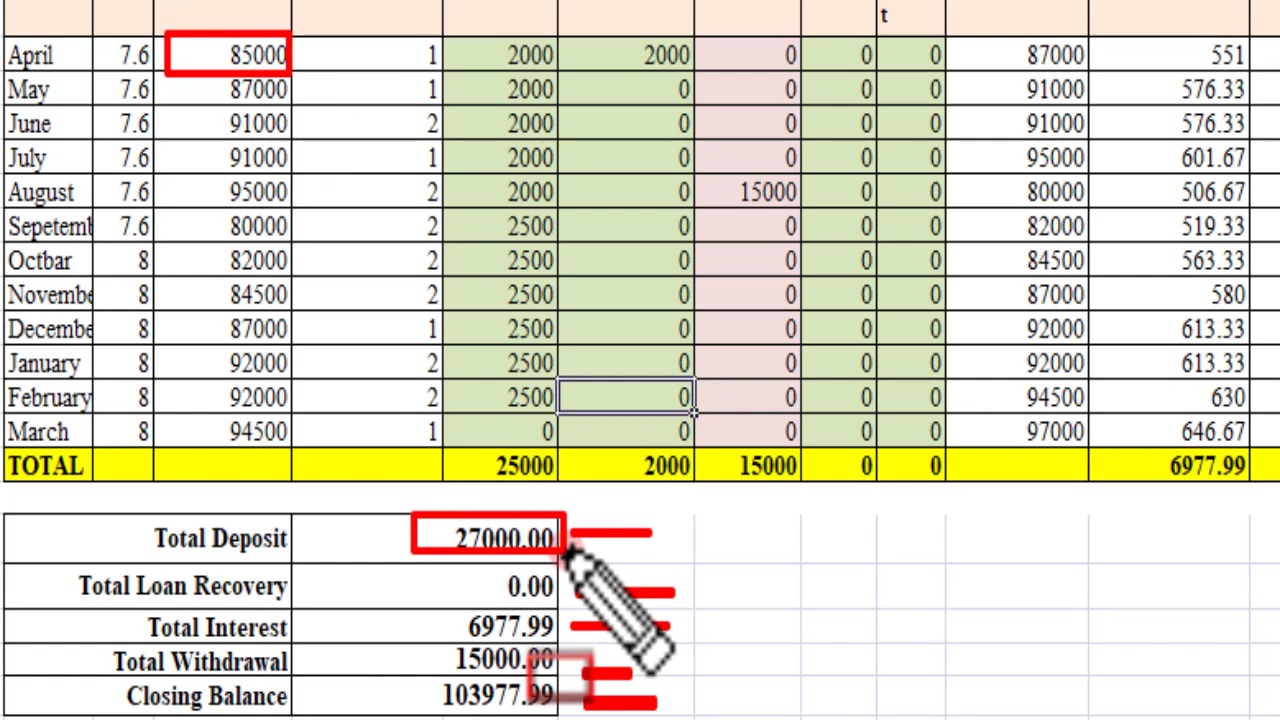 t
April 7.6 85000 1 2000 2000 0 0 0 87000 551
May 7.6 87000 1 2000 0 0 0 0 91000 576.33
June 7.6 91000 2 2000 0 0 0 0 91000 576.33
July 7.6 91000 1 2000 0 0 0 0 95000 601.67
August 7.6 95000 2 2000 0 15000 0 0 80000 506.67
Sepetemb 7.6 80000 2 2500 0 0 0 0 82000 519.33
Octbar 8 82000 2 2500 0 0 0 0 84500 563.33
Novembe 8 84500 2 2500 0 0 0 0 87000 580
Decembe 8 87000 1 2500 0 0 0 0 92000 613.33
January 8 92000 2 2500 0 0 0 0 92000 613.33
February 8 92000 2 2500 0 0 0 0 94500 630
March 8 94500 1 0 0 0 0 0 97000 646.67
TOTAL 25000 2000 15000 0 0 6977.99
Total Deposit 27000.00
Total Loan Recovery 0.00
Total Interest 6977.99
Total Withdrawal 15000.00
Closing Balance 103977.99